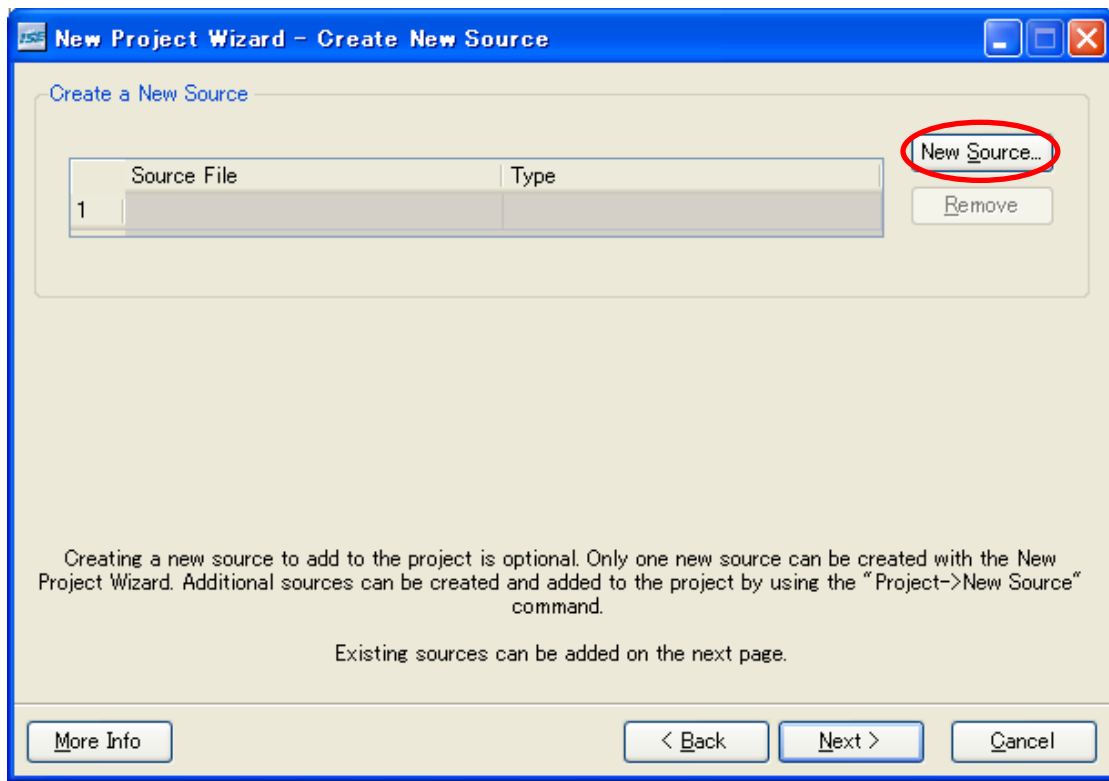 ISE New Project Wizard - Create New Source
Create a New Source
New Source...
Source File Type
1
Remove
Creating a new source to add to the project is optional. Only one new source can be created with the New
Project Wizard. Additional sources can be created and added to the project by using the "Project->New Source"
command.
Existing sources can be added on the next page.
More Info < Back Next > Cancel